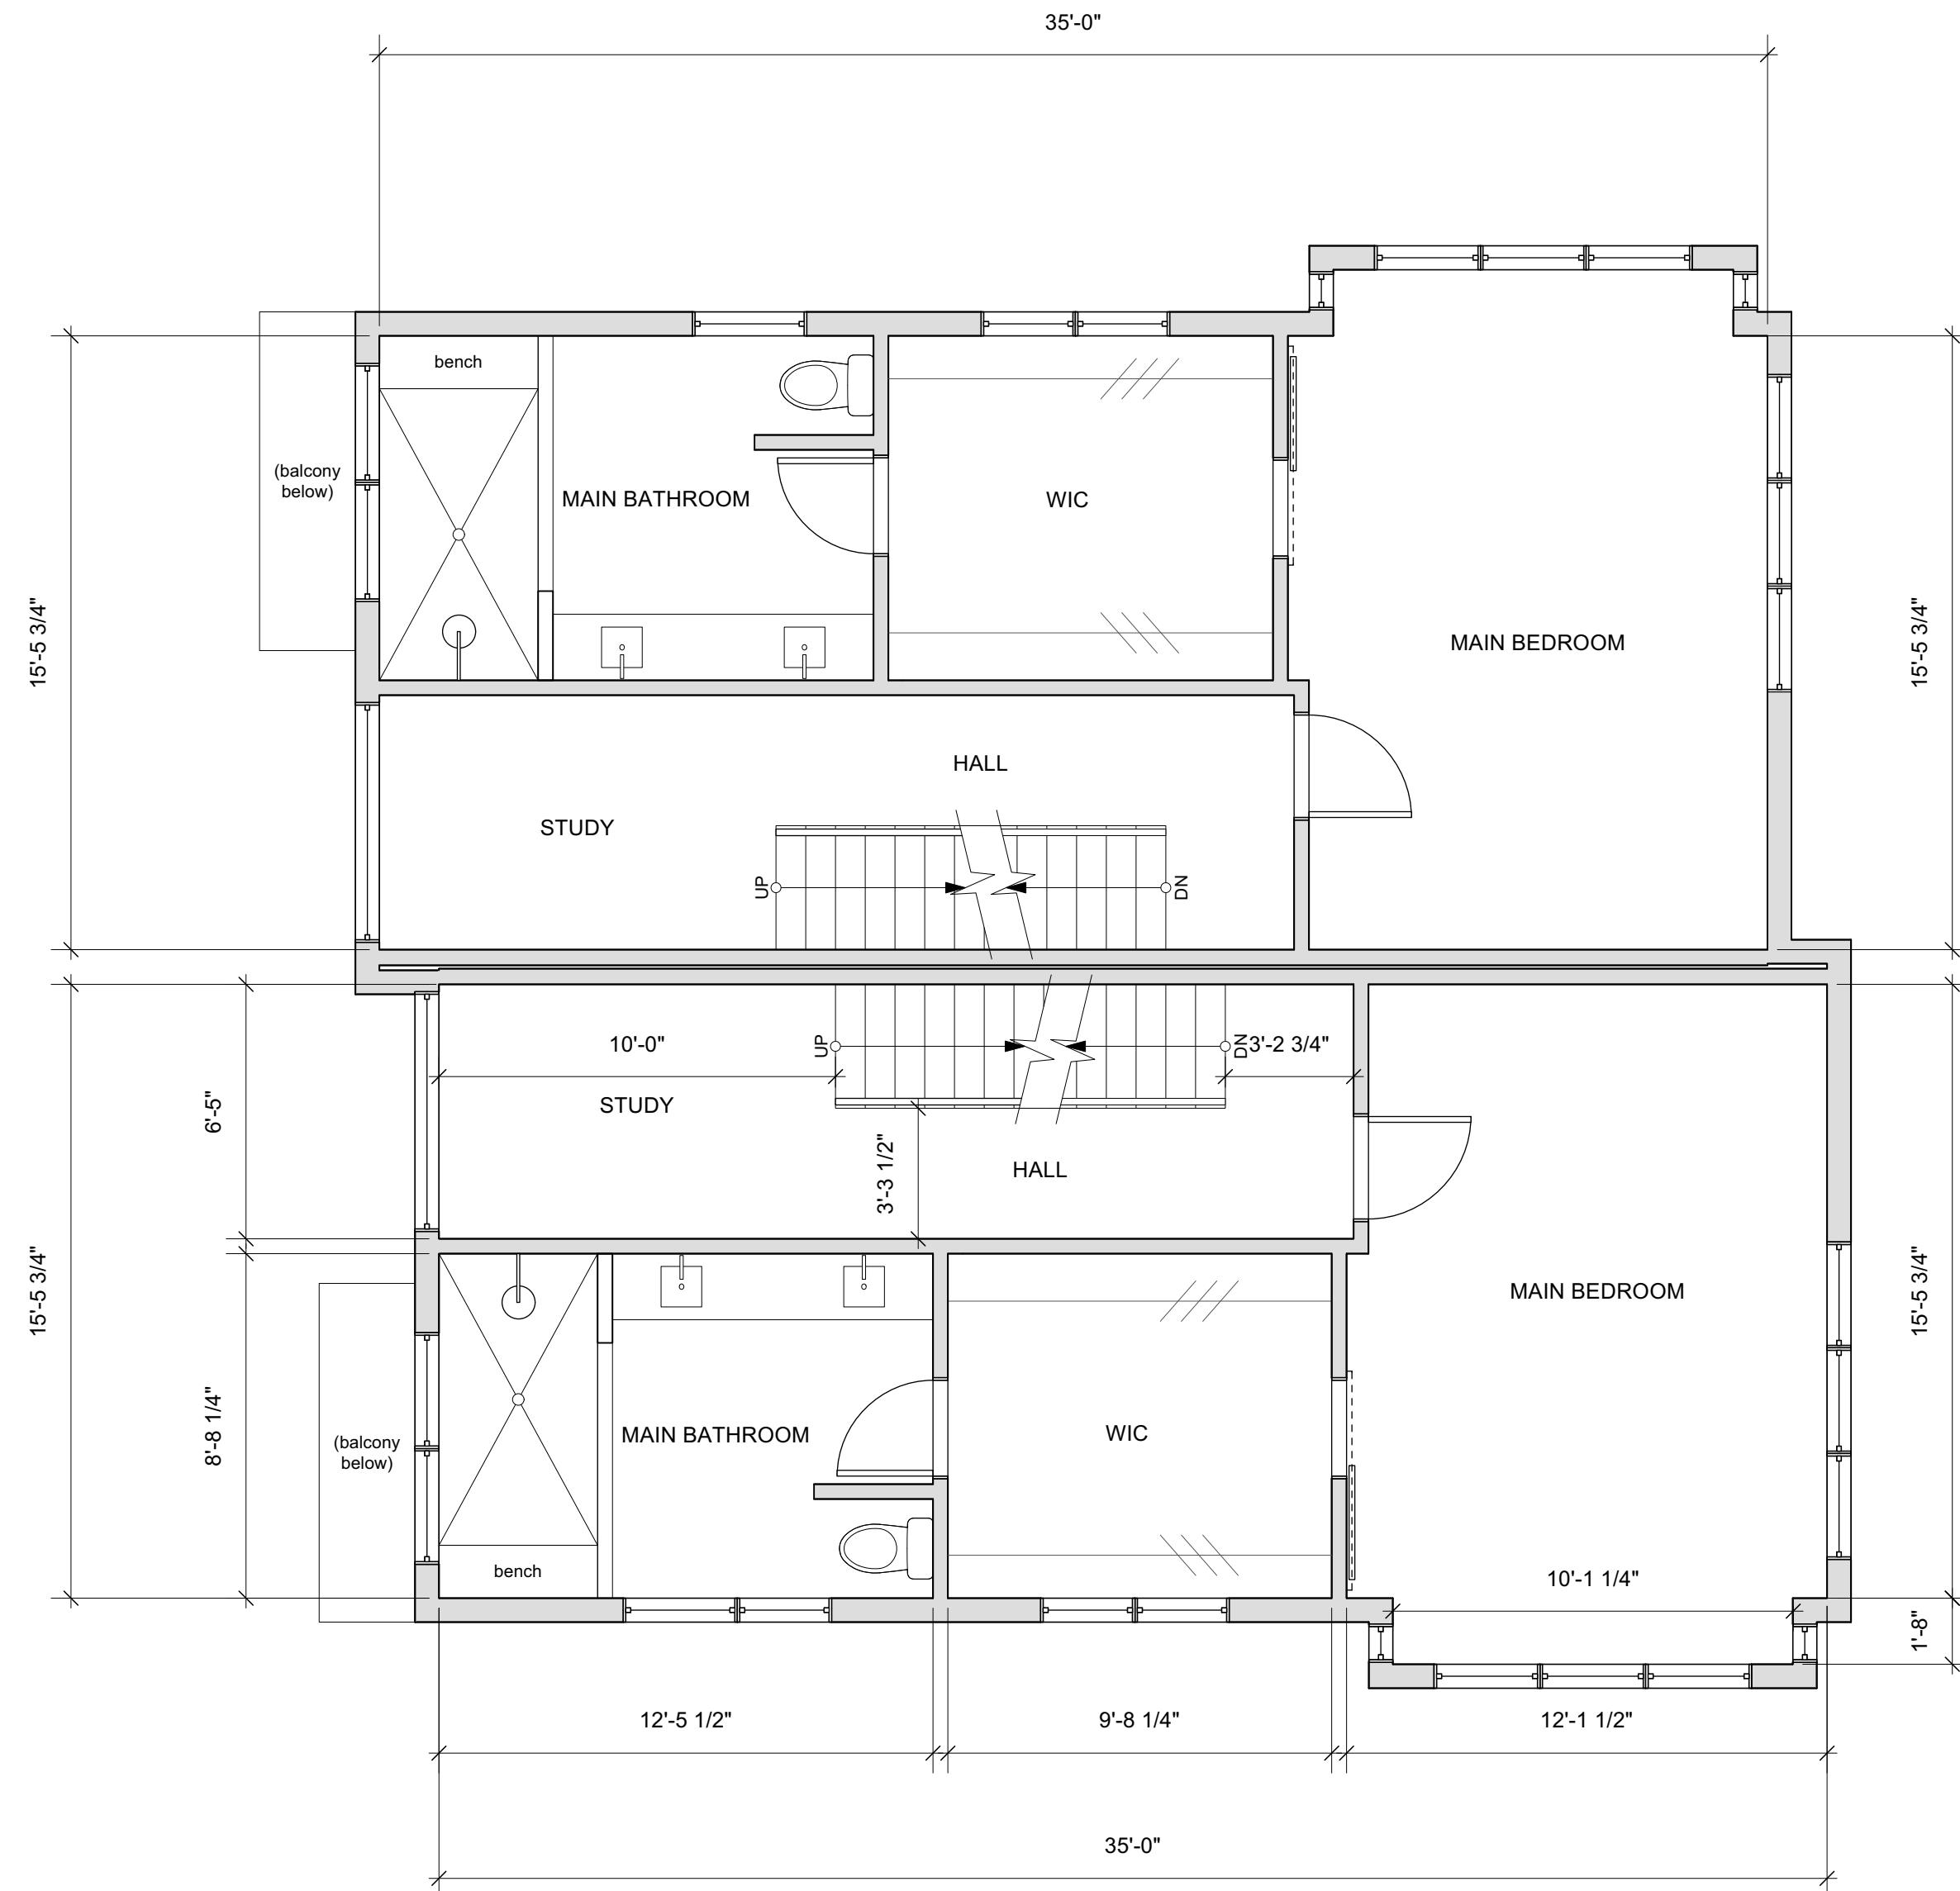 35'-0"
bench
(balcony
below)
MAIN BATHROOM
WIC
15'-5 3/4"
15'-5 3/4"
MAIN BEDROOM
HALL
STUDY
UP
DN
10'-0"
UP
DN
3'-2 3/4"
6'-5"
STUDY
3'-3 1/2"
HALL
15'-5 3/4"
15'-5 3/4"
MAIN BEDROOM
8'-8 1/4"
(balcony
below)
MAIN BATHROOM
WIC
bench
10'-1 1/4"
1'-8"
12'-5 1/2"
9'-8 1/4"
12'-1 1/2"
35'-0"